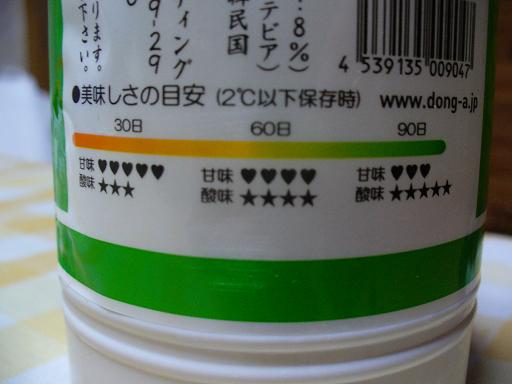 ります。
下さい。
ティング
9-29
8%)
テビア)
韓民国
4 539135 009047
●美味しさの目安 (2℃以下保存時) www.dong-a.jp
30日 60日 90日
甘味♥♥♥♥♥ 甘味♥♥♥♥ 甘味♥♥♥
酸味★★★ 酸味★★★★ 酸味★★★★★